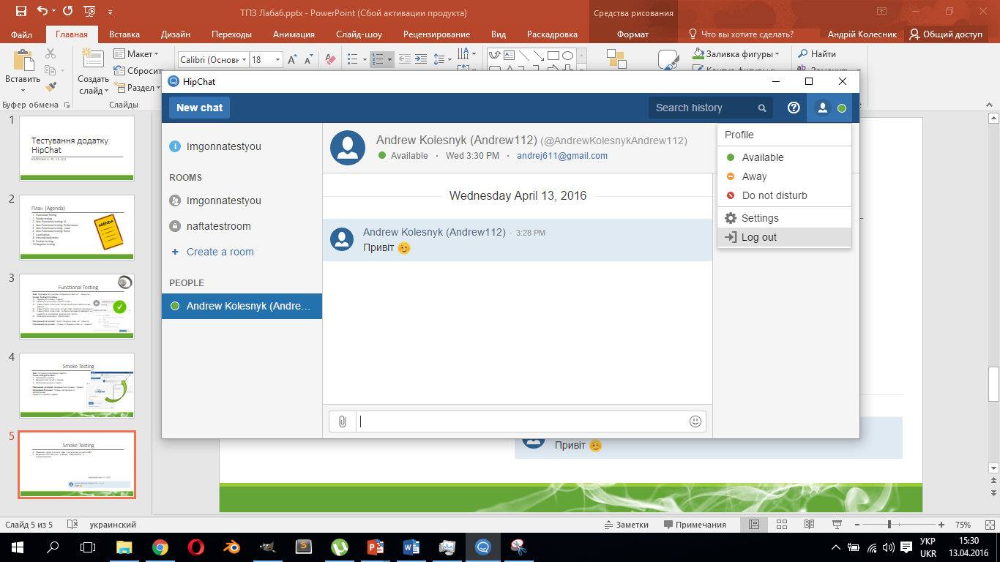 ТПЗ Лаба6.pptx - PowerPoint (Сбой активации продукта)
Средства рисования
Файл
Главная
Вставка
Дизайн
Переходы
Анимация
Слайд-шоу
Рецензирование
Вид
Раскадровка
Формат
Что вы хотите сделать?
Андрій Колесник
Общий доступ
Вставить
Создать слайд
Макет
Сбросить
Раздел
Calibri (Основн
18
Заливка фигуры
Контур фигуры
Найти
Заменить
Буфер обмена
Слайды
1
Тестування додатку
HipChat
2
План (Agenda)
AGENDA
3
Functional Testing
4
Smoke Testing
5
Smoke Testing
HipChat
New chat
Search history
Imgonnatestyou
ROOMS
Imgonnatestyou
naftatestroom
+ Create a room
PEOPLE
Andrew Kolesnyk (Andre…
Andrew Kolesnyk (Andrew112) (@AndrewKolesnykAndrew112)
Available · Wed 3:30 PM · andrej611@gmail.com
Wednesday April 13, 2016
Andrew Kolesnyk (Andrew112) · 3:28 PM
Привіт
Profile
Available
Away
Do not disturb
Settings
Log out
Привіт
Слайд 5 из 5
украинский
Заметки
Примечания
75%
УКР
UKR
15:30
13.04.2016